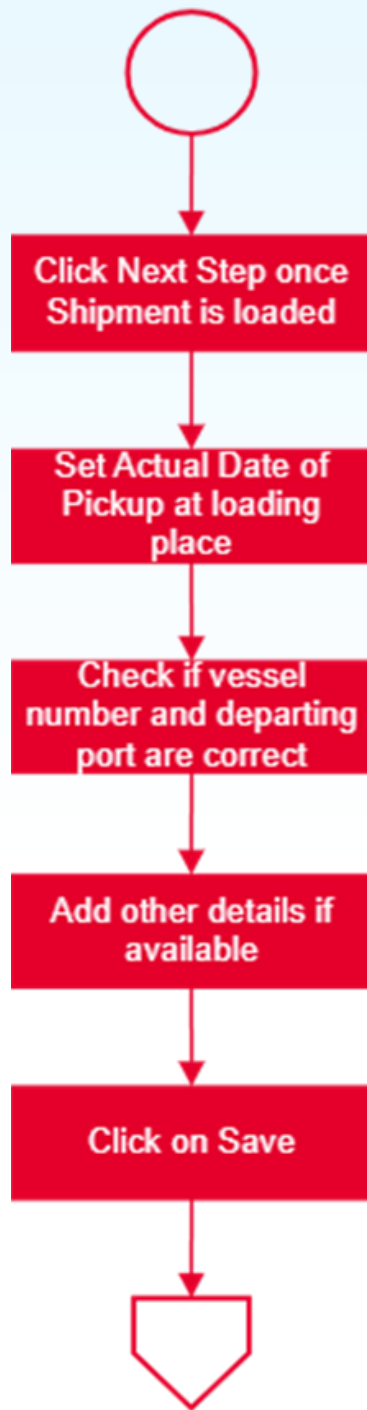 Click Next Step once
Shipment is loaded
Set Actual Date of
Pickup at loading
place
Check if vessel
number and departing
port are correct
Add other details if
available
Click on Save